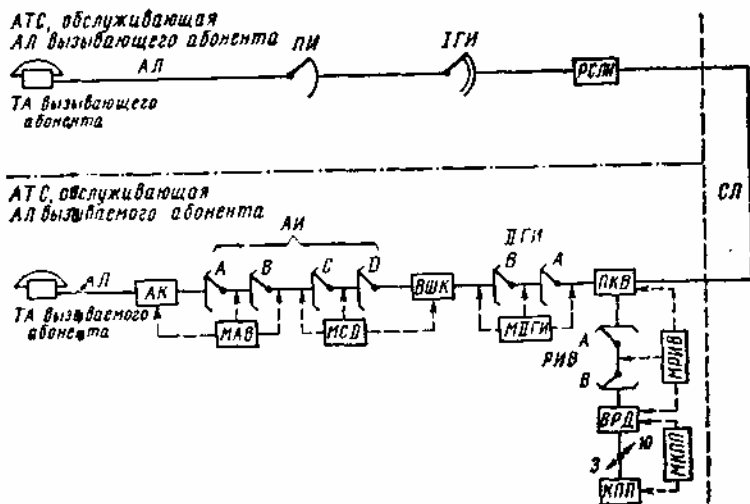 АТС, обслуживающая
АЛ вызывающего абонента
АЛ
ПИ
IГИ
РСЛИ
ТА вызывающего
абонента
АТС, обслуживающая
АЛ вызываемого абонента
СЛ
АИ
IIГИ
АЛ
АК
A
B
C
D
ВШК
B
A
ПКВ
ТА вызываемого
абонента
МАВ
MCD
МIIГИ
A
РИВ
B
МРИВ
ВРД
З
Ю
МКПП
КПП